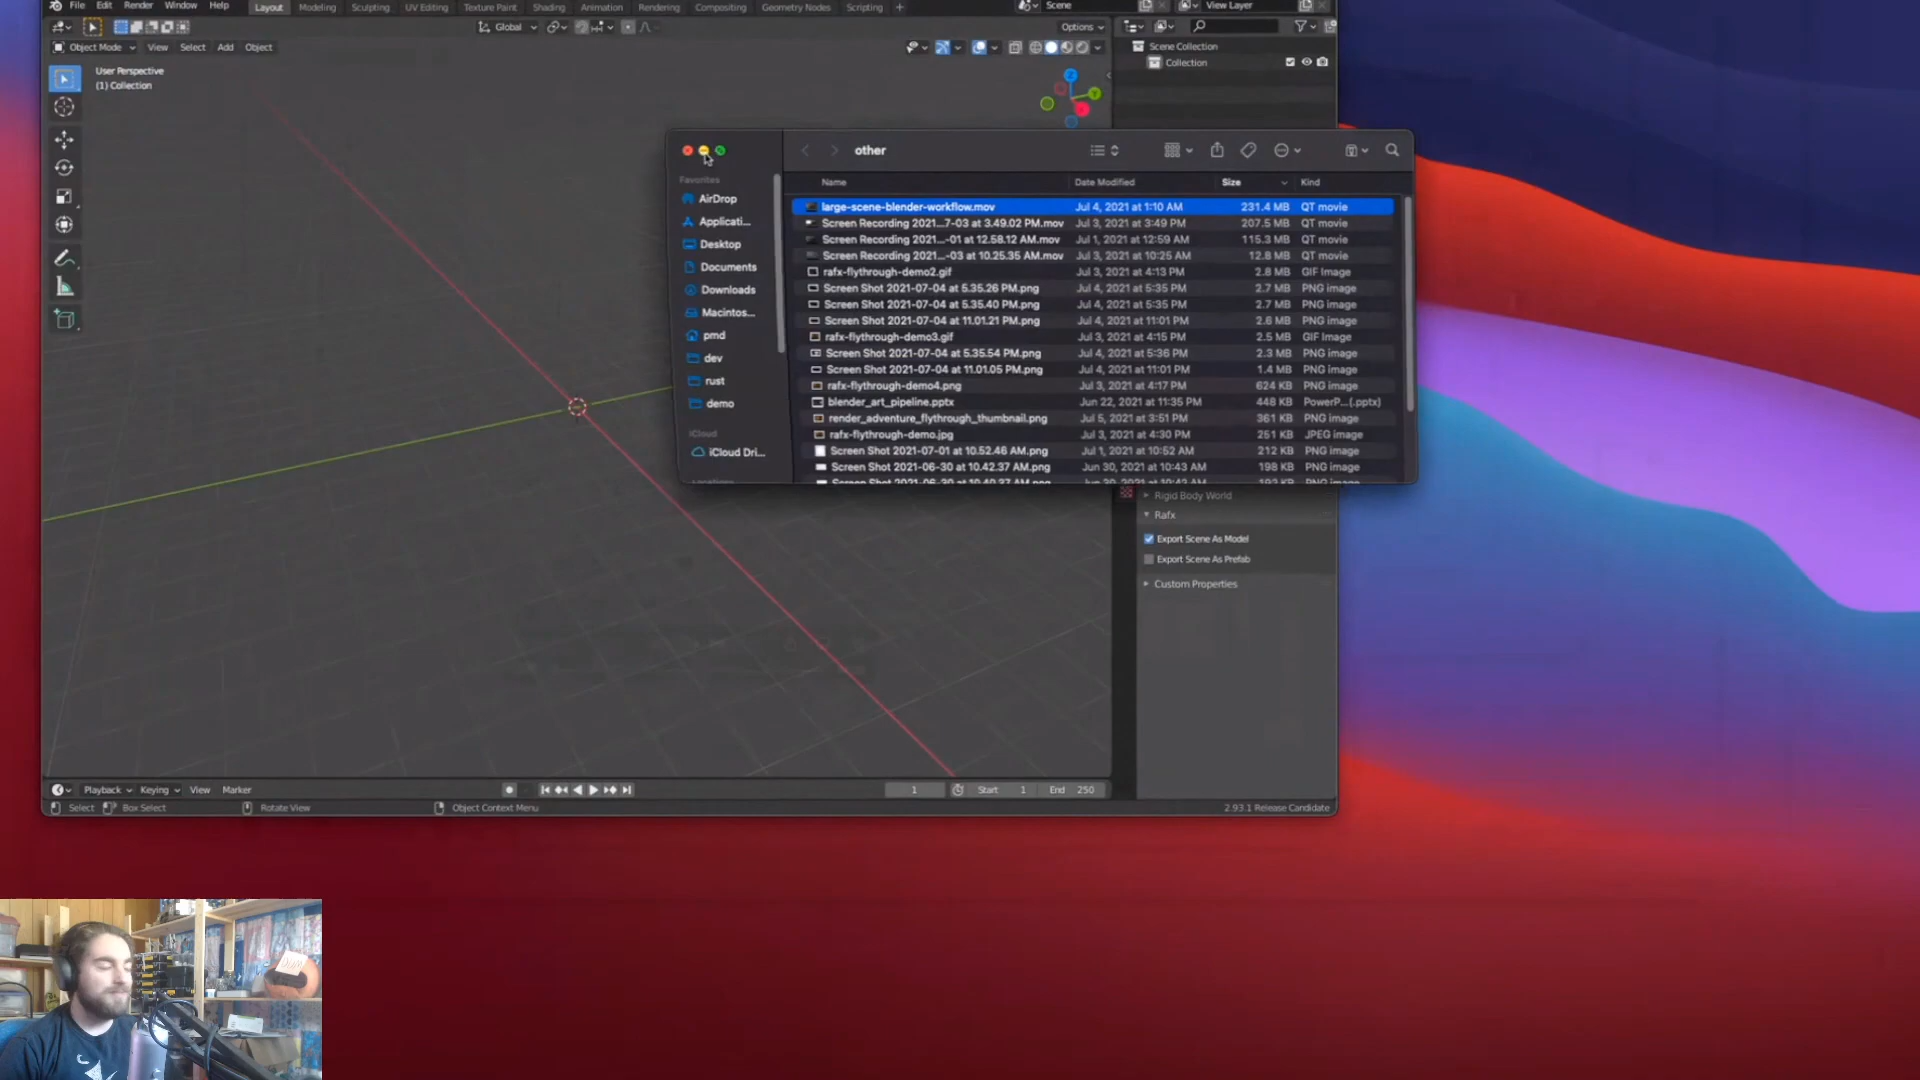 File Edit Render Window Help Layout Modeling Sculpting UV Editing Texture Paint Shading Animation Rendering Compositing Geometry Nodes Scripting + Scene View Layer
Global Options
Object Mode View Select Add Object
User Perspective
(1) Collection
Scene Collection
Collection
other
Favorites
AirDrop
Applicati...
Desktop
Documents
Downloads
Macintos...
pmd
dev
rust
demo
iCloud
iCloud Dri...
Name Date Modified Size Kind
large-scene-blender-workflow.mov Jul 4, 2021 at 1:10 AM 231.4 MB QT movie
Screen Recording 2021...7-03 at 3.49.02 PM.mov Jul 3, 2021 at 3:49 PM 207.5 MB QT movie
Screen Recording 2021...-01 at 12.58.12 AM.mov Jul 1, 2021 at 12:59 AM 115.3 MB QT movie
Screen Recording 2021...-03 at 10.25.35 AM.mov Jul 3, 2021 at 10:25 AM 12.8 MB QT movie
rafx-flythrough-demo2.gif Jul 3, 2021 at 4:13 PM 2.8 MB GIF Image
Screen Shot 2021-07-04 at 5.35.26 PM.png Jul 4, 2021 at 5:35 PM 2.7 MB PNG image
Screen Shot 2021-07-04 at 5.35.40 PM.png Jul 4, 2021 at 5:35 PM 2.7 MB PNG image
Screen Shot 2021-07-04 at 11.01.21 PM.png Jul 4, 2021 at 11:01 PM 2.6 MB PNG image
rafx-flythrough-demo3.gif Jul 3, 2021 at 4:15 PM 2.5 MB GIF Image
Screen Shot 2021-07-04 at 5.35.54 PM.png Jul 4, 2021 at 5:36 PM 2.3 MB PNG image
Screen Shot 2021-07-04 at 11.01.05 PM.png Jul 4, 2021 at 11:01 PM 1.4 MB PNG image
rafx-flythrough-demo4.png Jul 3, 2021 at 4:17 PM 624 KB PNG image
blender_art_pipeline.pptx Jun 22, 2021 at 11:35 PM 448 KB PowerP...(.pptx)
render_adventure_flythrough_thumbnail.png Jul 5, 2021 at 3:51 PM 361 KB PNG image
rafx-flythrough-demo.jpg Jul 3, 2021 at 4:30 PM 251 KB JPEG image
Screen Shot 2021-07-01 at 10.52.46 AM.png Jul 1, 2021 at 10:52 AM 212 KB PNG image
Screen Shot 2021-06-30 at 10.42.37 AM.png Jun 30, 2021 at 10:43 AM 198 KB PNG image
Rigid Body World
Rafx
Export Scene As Model
Export Scene As Prefab
Custom Properties
Playback Keying View Marker 1 Start 1 End 250
Select Box Select Rotate View Object Context Menu 2.93.1 Release Candidate